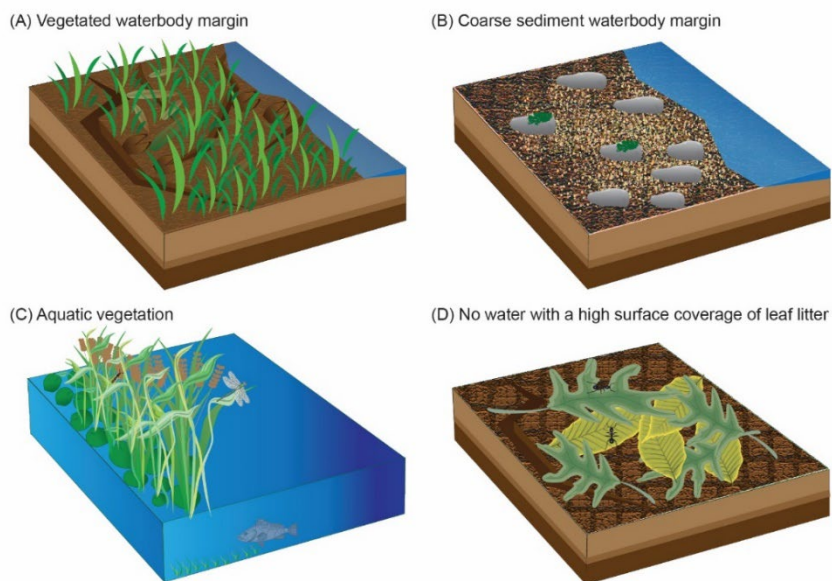 (A) Vegetated waterbody margin
(B) Coarse sediment waterbody margin
(C) Aquatic vegetation
(D) No water with a high surface coverage of leaf litter